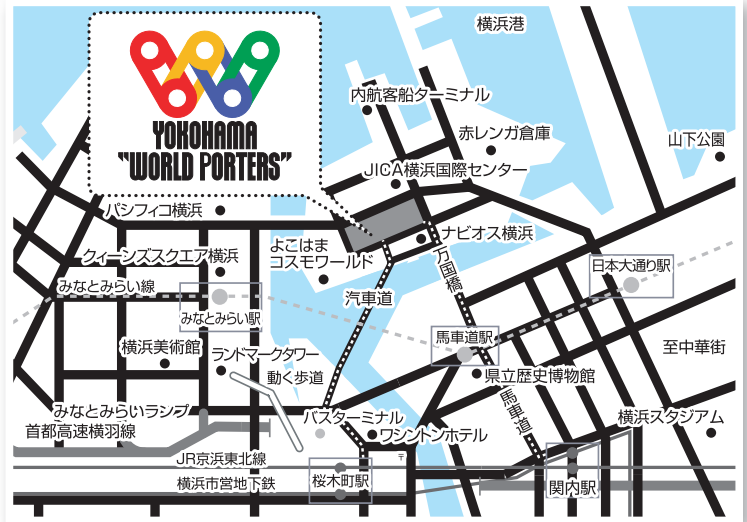 横浜港
YOKOHAMA
"WORLD PORTERS"
内航客船ターミナル
赤レンガ倉庫
山下公園
JICA横浜国際センター
パシフィコ横浜
ナビオス横浜
よこはま
コスモワールド
クィーンズスクエア横浜
万国橋
日本大通り駅
みなとみらい線
汽車道
みなとみらい駅
馬車道駅
横浜美術館
ランドマークタワー
至中華街
動く歩道
県立歴史博物館
馬車道
みなとみらいランプ
バスターミナル
横浜スタジアム
首都高速横羽線
ワシントンホテル
JR京浜東北線
〒
桜木町駅
横浜市営地下鉄
関内駅